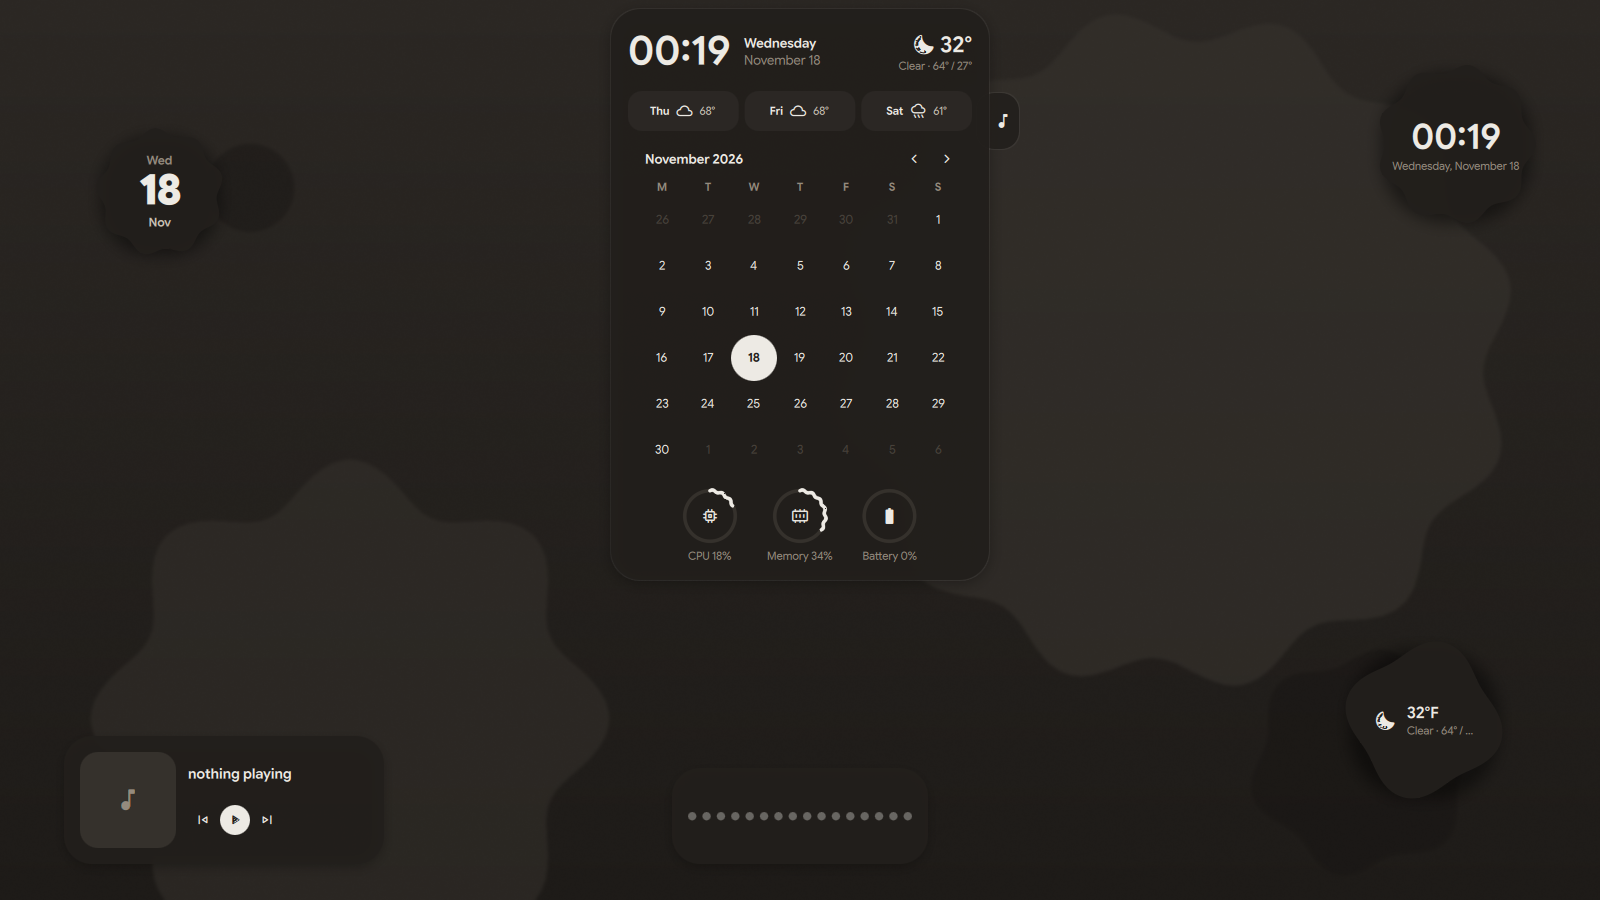 00:19
Wednesday
November 18
32°
Clear · 64° / 27°
Thu 68°
Fri 68°
Sat 61°
November 2026
M T W T F S S
26 27 28 29 30 31 1
2 3 4 5 6 7 8
9 10 11 12 13 14 15
16 17 18 19 20 21 22
23 24 25 26 27 28 29
30 1 2 3 4 5 6
CPU 18%
Memory 34%
Battery 0%
Wed
18
Nov
00:19
Wednesday, November 18
nothing playing
32°F
Clear · 64° / ...